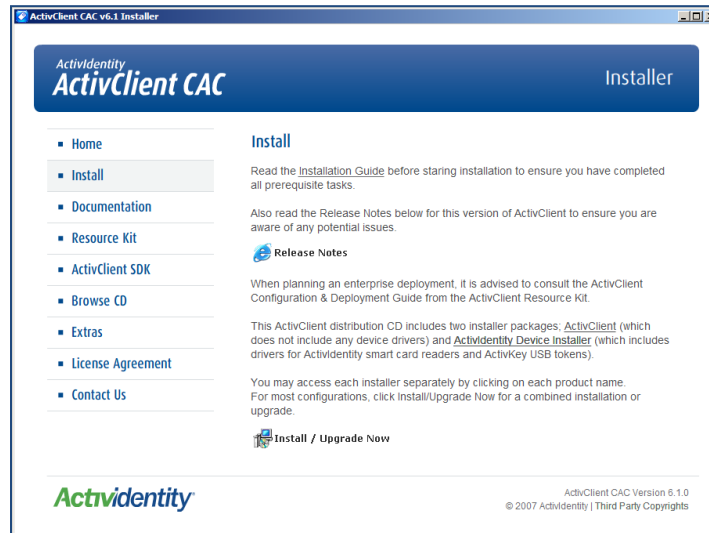 ActivClient CAC v6.1 Installer
ActivIdentity
ActivClient CAC
Installer
Home
Install
Documentation
Resource Kit
ActivClient SDK
Browse CD
Extras
License Agreement
Contact Us
Install
Read the Installation Guide before staring installation to ensure you have completed
all prerequisite tasks.
Also read the Release Notes below for this version of ActivClient to ensure you are
aware of any potential issues.
Release Notes
When planning an enterprise deployment, it is advised to consult the ActivClient
Configuration & Deployment Guide from the ActivClient Resource Kit.
This ActivClient distribution CD includes two installer packages; ActivClient (which
does not include any device drivers) and ActivIdentity Device Installer (which includes
drivers for ActivIdentity smart card readers and ActivKey USB tokens).
You may access each installer separately by clicking on each product name.
For most configurations, click Install/Upgrade Now for a combined installation or
upgrade.
Install / Upgrade Now
ActivIdentity
ActivClient CAC Version 6.1.0
© 2007 ActivIdentity | Third Party Copyrights